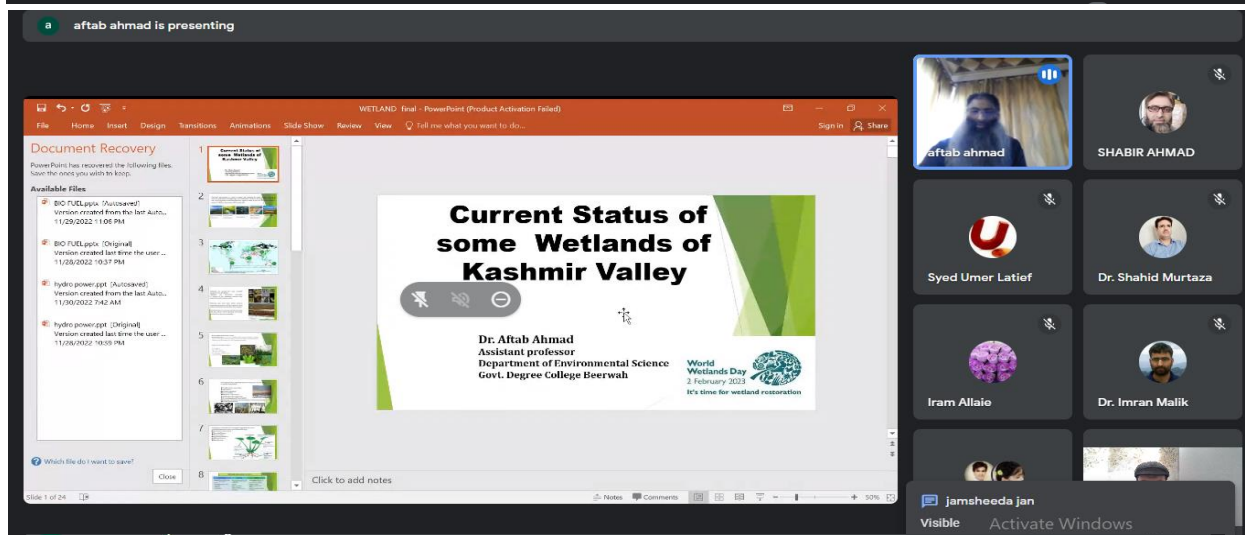 a aftab ahmad is presenting
WETLAND final - PowerPoint (Product Activation Failed)
File Home Insert Design Transitions Animations Slide Show Review View Tell me what you want to do...
Sign in Share
Document Recovery
PowerPoint has recovered the following files.
Save the ones you wish to keep.
Available Files
BIO FUEL.pptx [Autosaved]
Version created from the last Auto...
11/29/2022 11:06 PM
BIO FUEL.pptx [Original]
Version created last time the user ...
11/28/2022 10:37 PM
hydro power.ppt [Autosaved]
Version created from the last Auto...
11/30/2022 7:42 AM
hydro power.ppt [Original]
Version created last time the user ...
11/28/2022 10:39 PM
Which file do I want to save?
Close
1
2
3
4
5
6
7
8
Current Status of
some Wetlands of
Kashmir Valley
Dr. Aftab Ahmad
Assistant professor
Department of Environmental Science
Govt. Degree College Beerwah
World
Wetlands Day
2 February 2023
It's time for wetland restoration
Click to add notes
Slide 1 of 24
Notes Comments
50%
aftab ahmad
SHABIR AHMAD
Syed Umer Latief
Dr. Shahid Murtaza
Iram Allaie
Dr. Imran Malik
jamsheeda jan
Visible
Activate Windows